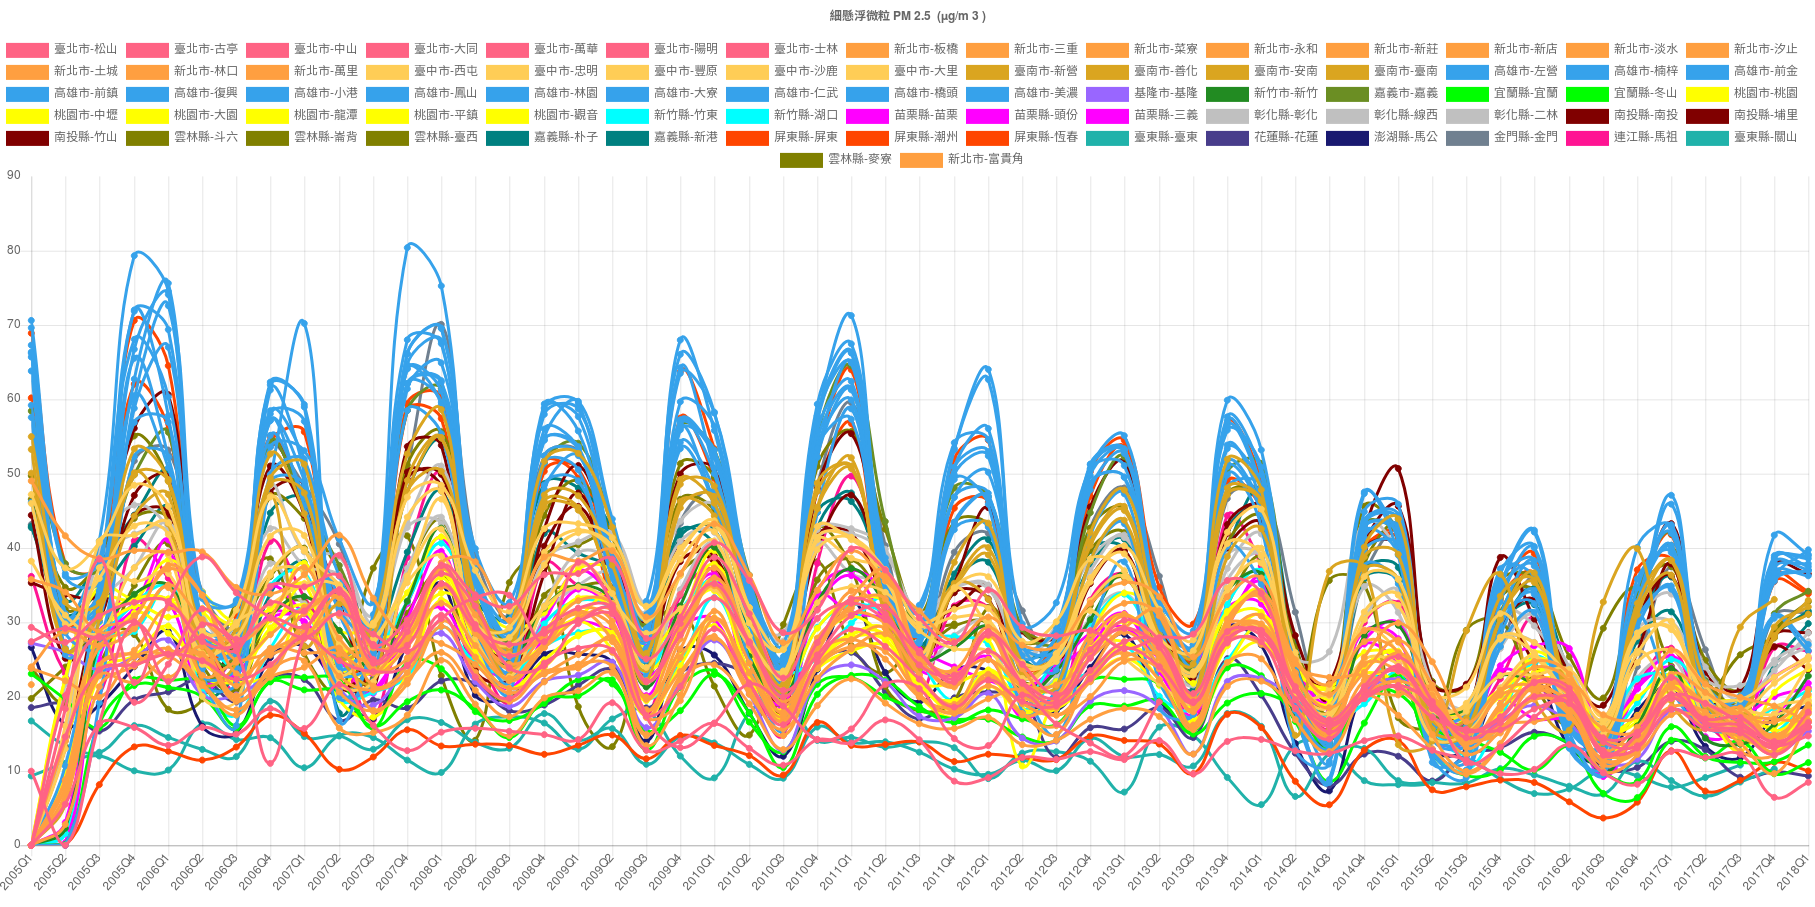 細懸浮微粒 PM 2.5 (μg/m 3 )
臺北市-松山 臺北市-古亭 臺北市-中山 臺北市-大同 臺北市-萬華 臺北市-陽明 臺北市-士林 新北市-板橋 新北市-三重 新北市-菜寮 新北市-永和 新北市-新莊 新北市-新店 新北市-淡水 新北市-汐止
新北市-土城 新北市-林口 新北市-萬里 臺中市-西屯 臺中市-忠明 臺中市-豐原 臺中市-沙鹿 臺中市-大里 臺南市-新營 臺南市-善化 臺南市-安南 臺南市-臺南 高雄市-左營 高雄市-楠梓 高雄市-前金
高雄市-前鎮 高雄市-復興 高雄市-小港 高雄市-鳳山 高雄市-林園 高雄市-大寮 高雄市-仁武 高雄市-橋頭 高雄市-美濃 基隆市-基隆 新竹市-新竹 嘉義市-嘉義 宜蘭縣-宜蘭 宜蘭縣-冬山 桃園市-桃園
桃園市-中壢 桃園市-大園 桃園市-龍潭 桃園市-平鎮 桃園市-觀音 新竹縣-竹東 新竹縣-湖口 苗栗縣-苗栗 苗栗縣-頭份 苗栗縣-三義 彰化縣-彰化 彰化縣-線西 彰化縣-二林 南投縣-南投 南投縣-埔里
南投縣-竹山 雲林縣-斗六 雲林縣-崙背 雲林縣-臺西 嘉義縣-朴子 嘉義縣-新港 屏東縣-屏東 屏東縣-潮州 屏東縣-恆春 臺東縣-臺東 花蓮縣-花蓮 澎湖縣-馬公 金門縣-金門 連江縣-馬祖 臺東縣-關山
雲林縣-麥寮 新北市-富貴角
90
80
70
60
50
40
30
20
10
0
2005Q1 2005Q2 2005Q3 2005Q4 2006Q1 2006Q2 2006Q3 2006Q4 2007Q1 2007Q2 2007Q3 2007Q4 2008Q1 2008Q2 2008Q3 2008Q4 2009Q1 2009Q2 2009Q3 2009Q4 2010Q1 2010Q2 2010Q3 2010Q4 2011Q1 2011Q2 2011Q3 2011Q4 2012Q1 2012Q2 2012Q3 2012Q4 2013Q1 2013Q2 2013Q3 2013Q4 2014Q1 2014Q2 2014Q3 2014Q4 2015Q1 2015Q2 2015Q3 2015Q4 2016Q1 2016Q2 2016Q3 2016Q4 2017Q1 2017Q2 2017Q3 2017Q4 2018Q1